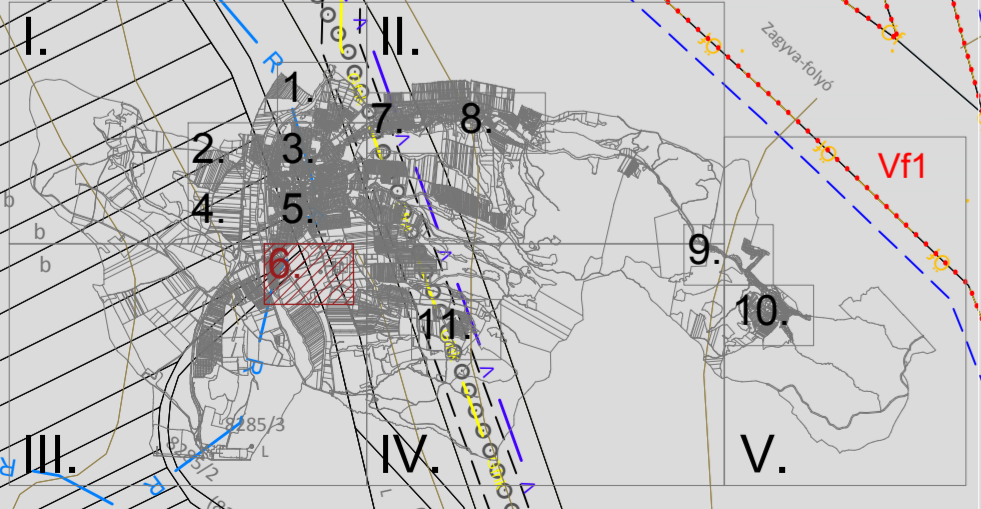 I.
II.
R
Zagyva-folyó
1.
7.
8.
2.
3.
Vf1
4.
5.
b
b
b
9.
6.
10.
11.
R
8285/3
8285/2
L
III.
IV.
V.
R
R
L